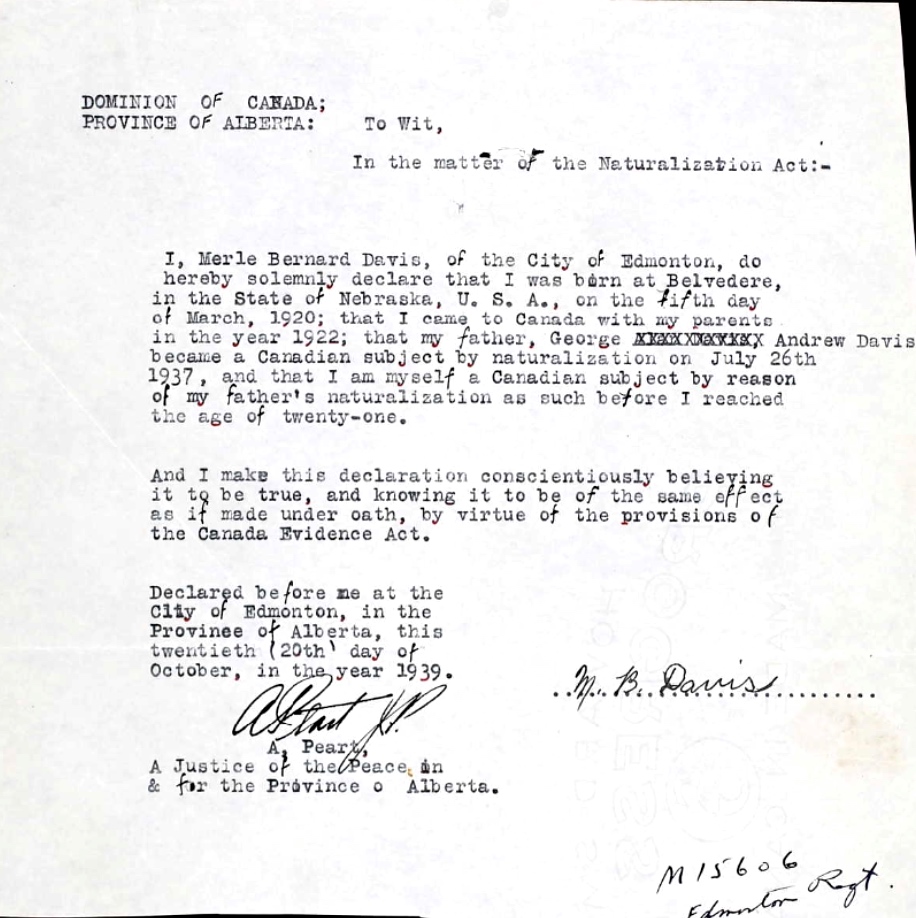 DOMINION OF CANADA;
PROVINCE OF ALBERTA: To Wit,
In the matter of the Naturalization Act:-
I, Merle Bernard Davis, of the City of Edmonton, do
hereby solemnly declare that I was born at Belvedere,
in the State of Nebraska, U. S. A., on the fifth day
of March, 1920; that I came to Canada with my parents
in the year 1922; that my father, George XXXXXXXXXXXX Andrew Davis
became a Canadian subject by naturalization on July 26th
1937, and that I am myself a Canadian subject by reason
of my father's naturalization as such before I reached
the age of twenty-one.
And I make this declaration conscientiously believing
it to be true, and knowing it to be of the same effect
as if made under oath, by virtue of the provisions of
the Canada Evidence Act.
Declared before me at the
City of Edmonton, in the
Province of Alberta, this
twentieth (20th) day of
October, in the year 1939.
M. B. Davis
A Peart J.P.
A, Peart,
A Justice of the Peace in
& for the Province o Alberta.
M15606
Edmonton Regt.